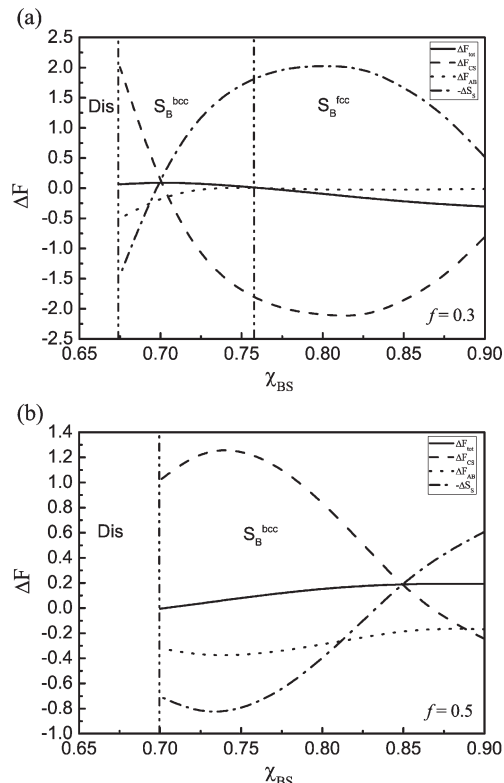 (a)
2.5
2.0
1.5
1.0
0.5
0.0
-0.5
-1.0
-1.5
-2.0
-2.5
ΔF
Dis
S_B^bcc
S_B^fcc
ΔF_tot
ΔF_CS
ΔF_AB
-ΔS_S
f = 0.3
0.65 0.70 0.75 0.80 0.85 0.90
χ_BS
(b)
1.4
1.2
1.0
0.8
0.6
0.4
0.2
0.0
-0.2
-0.4
-0.6
-0.8
-1.0
ΔF
Dis
S_B^bcc
ΔF_tot
ΔF_CS
ΔF_AB
-ΔS_S
f = 0.5
0.65 0.70 0.75 0.80 0.85 0.90
χ_BS